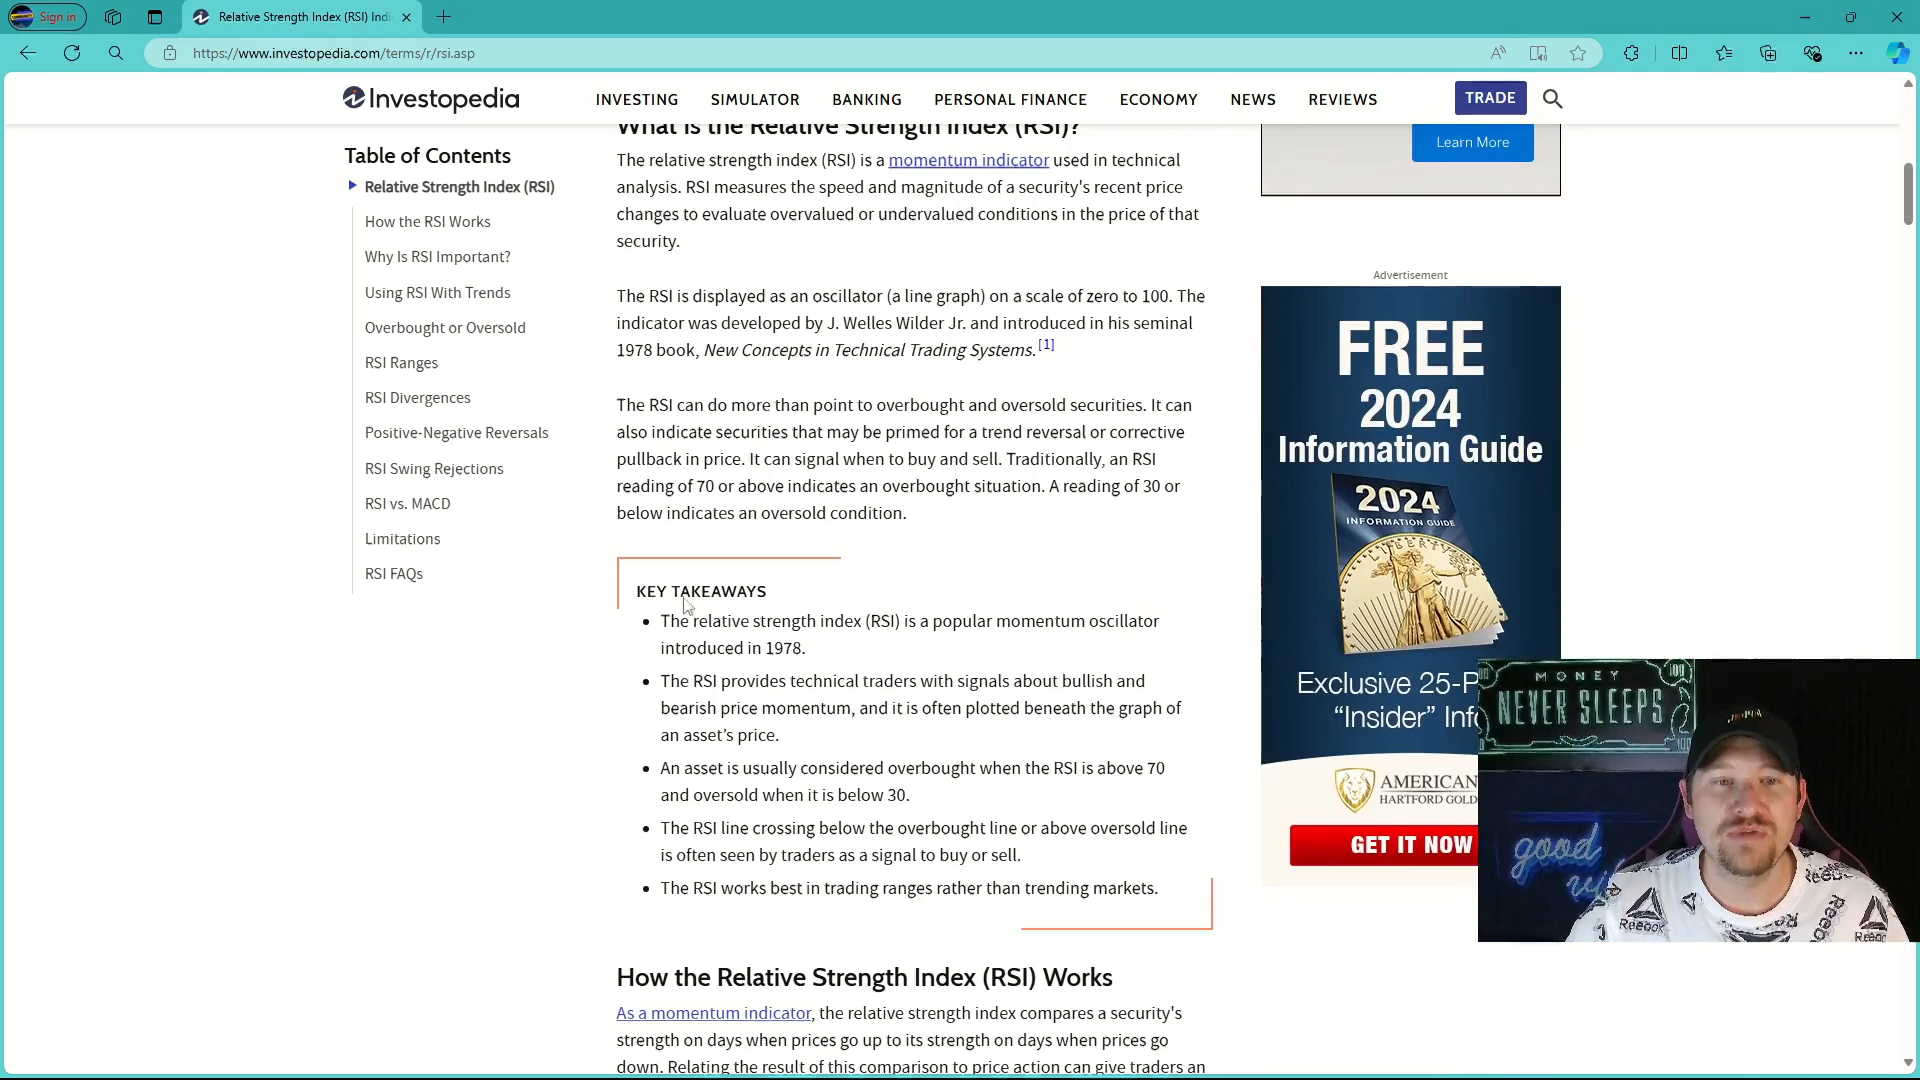 Sign in
Relative Strength Index (RSI) Indi
https://www.investopedia.com/terms/r/rsi.asp
Investopedia
INVESTING
SIMULATOR
BANKING
PERSONAL FINANCE
ECONOMY
NEWS
REVIEWS
TRADE
Table of Contents
Relative Strength Index (RSI)
How the RSI Works
Why Is RSI Important?
Using RSI With Trends
Overbought or Oversold
RSI Ranges
RSI Divergences
Positive-Negative Reversals
RSI Swing Rejections
RSI vs. MACD
Limitations
RSI FAQs
What Is the Relative Strength Index (RSI)?
The relative strength index (RSI) is a momentum indicator used in technical
analysis. RSI measures the speed and magnitude of a security's recent price
changes to evaluate overvalued or undervalued conditions in the price of that
security.
The RSI is displayed as an oscillator (a line graph) on a scale of zero to 100. The
indicator was developed by J. Welles Wilder Jr. and introduced in his seminal
1978 book, New Concepts in Technical Trading Systems.[1]
The RSI can do more than point to overbought and oversold securities. It can
also indicate securities that may be primed for a trend reversal or corrective
pullback in price. It can signal when to buy and sell. Traditionally, an RSI
reading of 70 or above indicates an overbought situation. A reading of 30 or
below indicates an oversold condition.
KEY TAKEAWAYS
The relative strength index (RSI) is a popular momentum oscillator
introduced in 1978.
The RSI provides technical traders with signals about bullish and
bearish price momentum, and it is often plotted beneath the graph of
an asset’s price.
An asset is usually considered overbought when the RSI is above 70
and oversold when it is below 30.
The RSI line crossing below the overbought line or above oversold line
is often seen by traders as a signal to buy or sell.
The RSI works best in trading ranges rather than trending markets.
How the Relative Strength Index (RSI) Works
As a momentum indicator, the relative strength index compares a security's
strength on days when prices go up to its strength on days when prices go
down. Relating the result of this comparison to price action can give traders an
Learn More
Advertisement
FREE
2024
Information Guide
2024
INFORMATION GUIDE
LIBERTY
Exclusive 25-P
“Insider” Inf
AMERICAN
HARTFORD GOLD
GET IT NOW
MONEY
NEVER SLEEPS
100
100
good
vi
Reebok
Reebok
Reebok